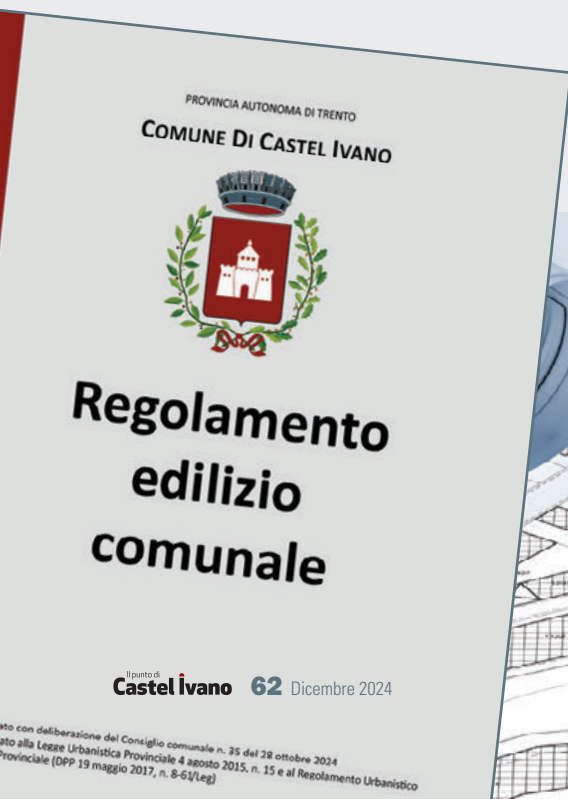 PROVINCIA AUTONOMA DI TRENTO
COMUNE DI CASTEL IVANO
Regolamento
edilizio
comunale
Il punto di
Castel Ivano 62 Dicembre 2024
con deliberazione del Consiglio comunale n. 35 del 28 ottobre 2024
alla Legge Urbanistica Provinciale 4 agosto 2015, n. 15 e al Regolamento Urbanistico
Provinciale (DPP 19 maggio 2017, n. 8-61/Leg)